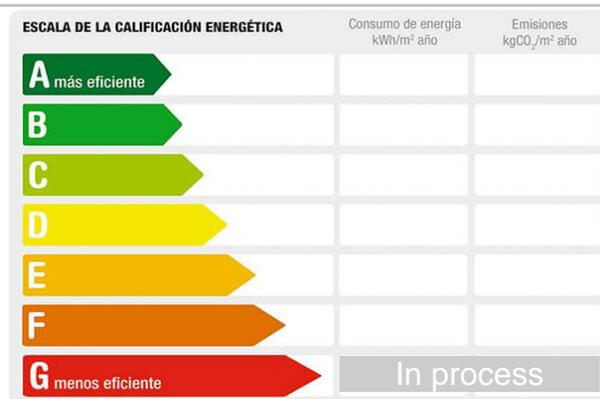 ESCALA DE LA CALIFICACIÓN ENERGÉTICA
Consumo de energía
kWh/m² año
Emisiones
kgCO₂/m² año
A más eficiente
B
C
D
E
F
G menos eficiente
In process